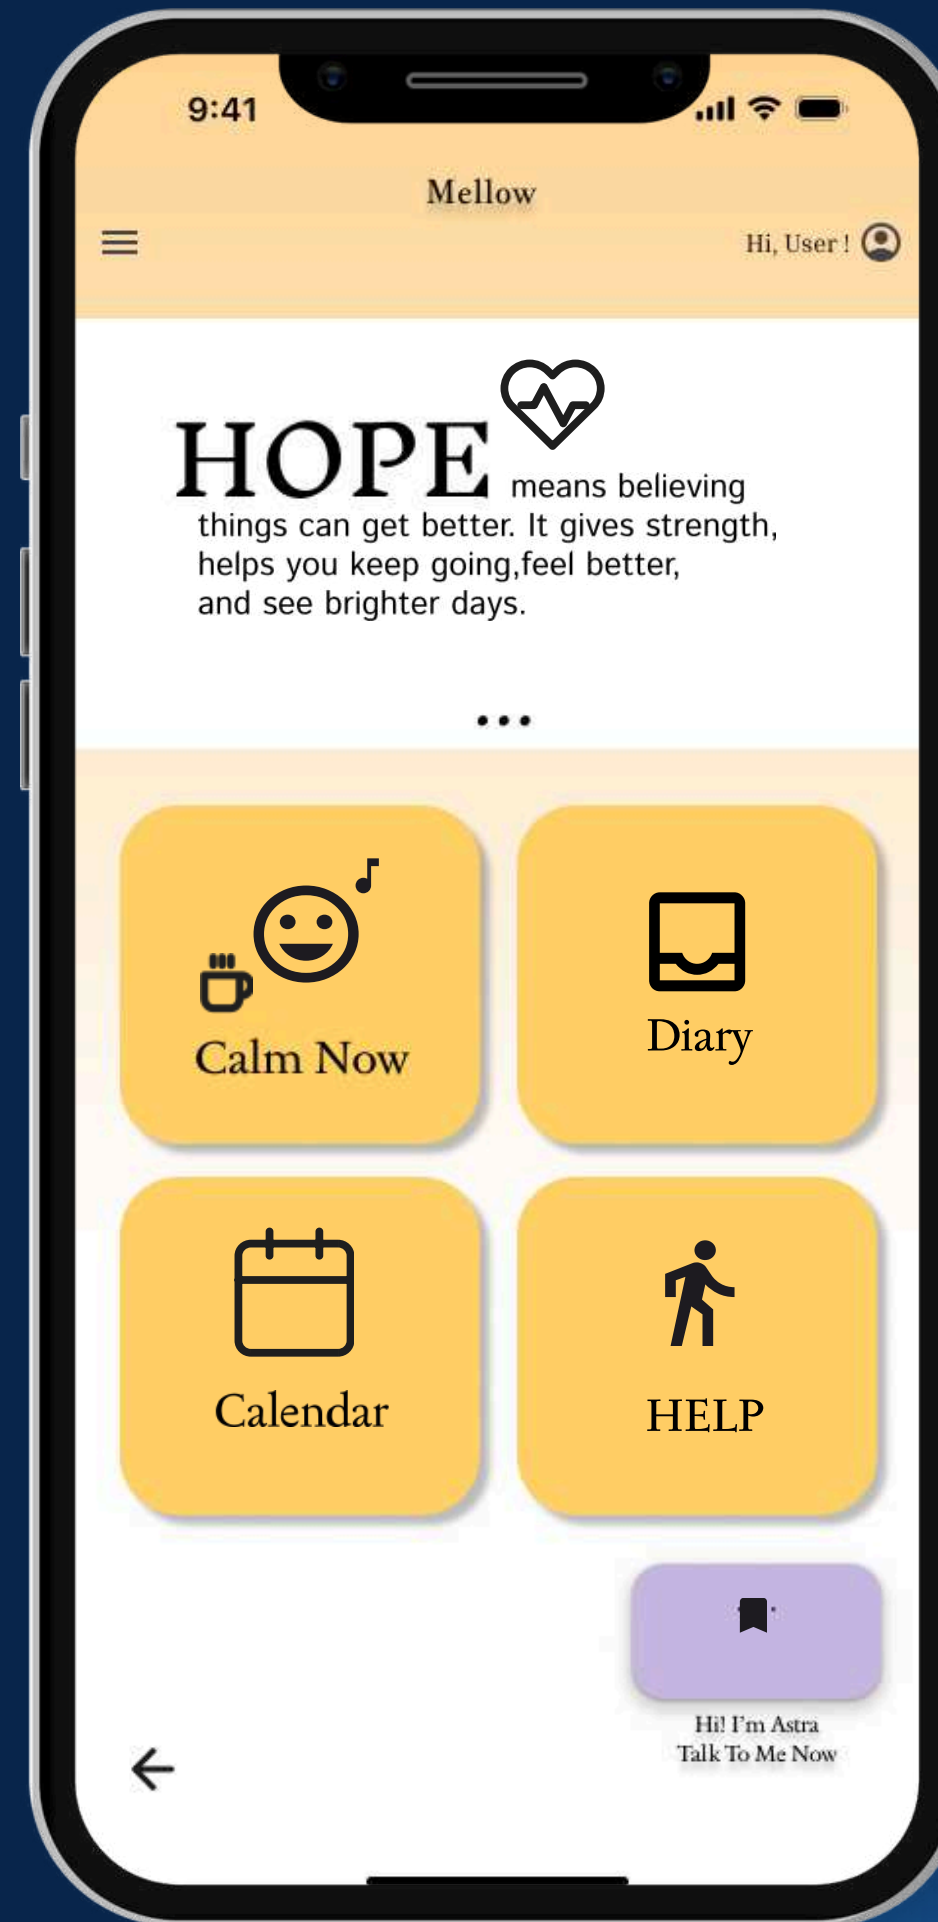 9:41
Mellow
Hi, User !
HOPE means believing
things can get better. It gives strength,
helps you keep going,feel better,
and see brighter days.
Calm Now
Diary
Calendar
HELP
Hi! I'm Astra
Talk To Me Now